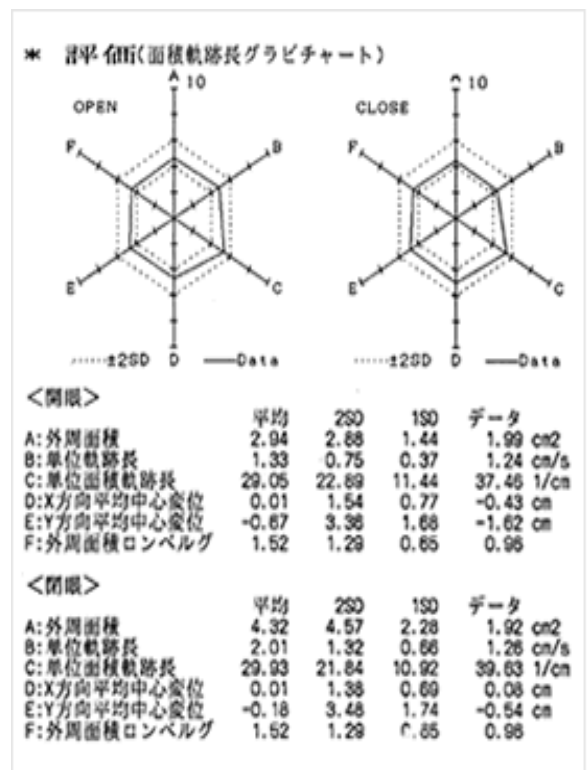 * 評価(面積軌跡長グラビチャート)
A 10
OPEN
F
B
E
C
±2SD D Data
A 10
CLOSE
F
B
E
C
±2SD D Data
<開眼>
平均 2SD 1SD データ
A:外周面積 2.94 2.88 1.44 1.99 cm2
B:単位軌跡長 1.33 0.75 0.37 1.24 cm/s
C:単位面積軌跡長 29.05 22.89 11.44 37.46 1/cm
D:X方向平均中心変位 0.01 1.54 0.77 -0.43 cm
E:Y方向平均中心変位 -0.67 3.36 1.68 -1.62 cm
F:外周面積ロンベルグ 1.52 1.29 0.65 0.96
<閉眼>
平均 2SD 1SD データ
A:外周面積 4.32 4.57 2.28 1.92 cm2
B:単位軌跡長 2.01 1.32 0.66 1.26 cm/s
C:単位面積軌跡長 29.93 21.84 10.92 39.63 1/cm
D:X方向平均中心変位 0.01 1.38 0.69 0.08 cm
E:Y方向平均中心変位 -0.18 3.48 1.74 -0.54 cm
F:外周面積ロンベルグ 1.52 1.29 0.65 0.96